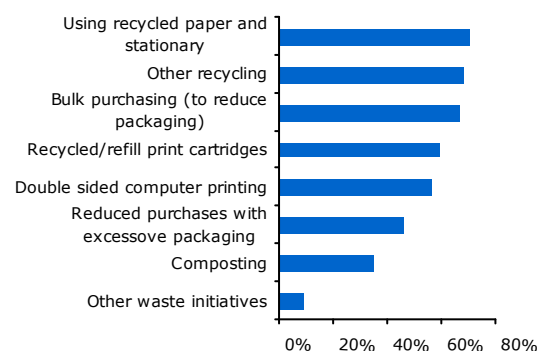 Using recycled paper and
stationary
Other recycling
Bulk purchasing (to reduce
packaging)
Recycled/refill print cartridges
Double sided computer printing
Reduced purchases with
excessove packaging
Composting
Other waste initiatives
0% 20% 40% 60% 80%